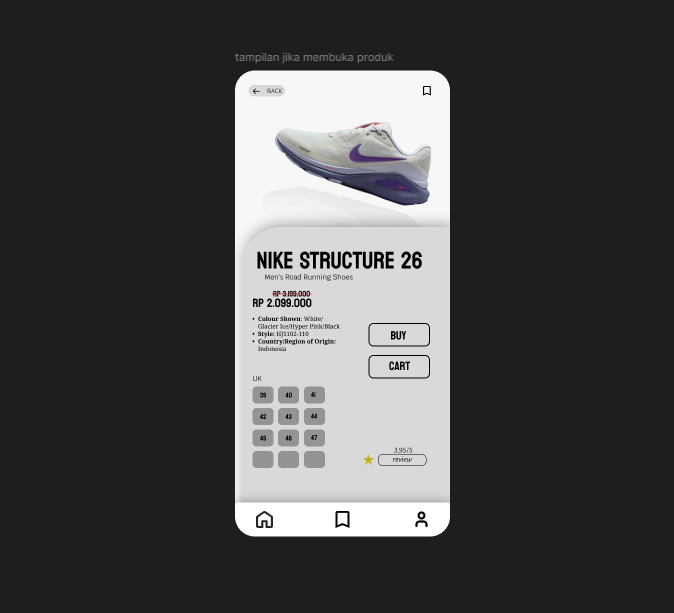 tampilan jika membuka produk
BACK
NIKE STRUCTURE 26
Men's Road Running Shoes
RP 3.199.000
RP 2.099.000
• Colour Shown: White/
Glacier Ice/Hyper Pink/Black
• Style: HJ1102-110
• Country/Region of Origin:
Indonesia
BUY
CART
UK
39 40 41
42 43 44
45 46 47
3,95/5
review